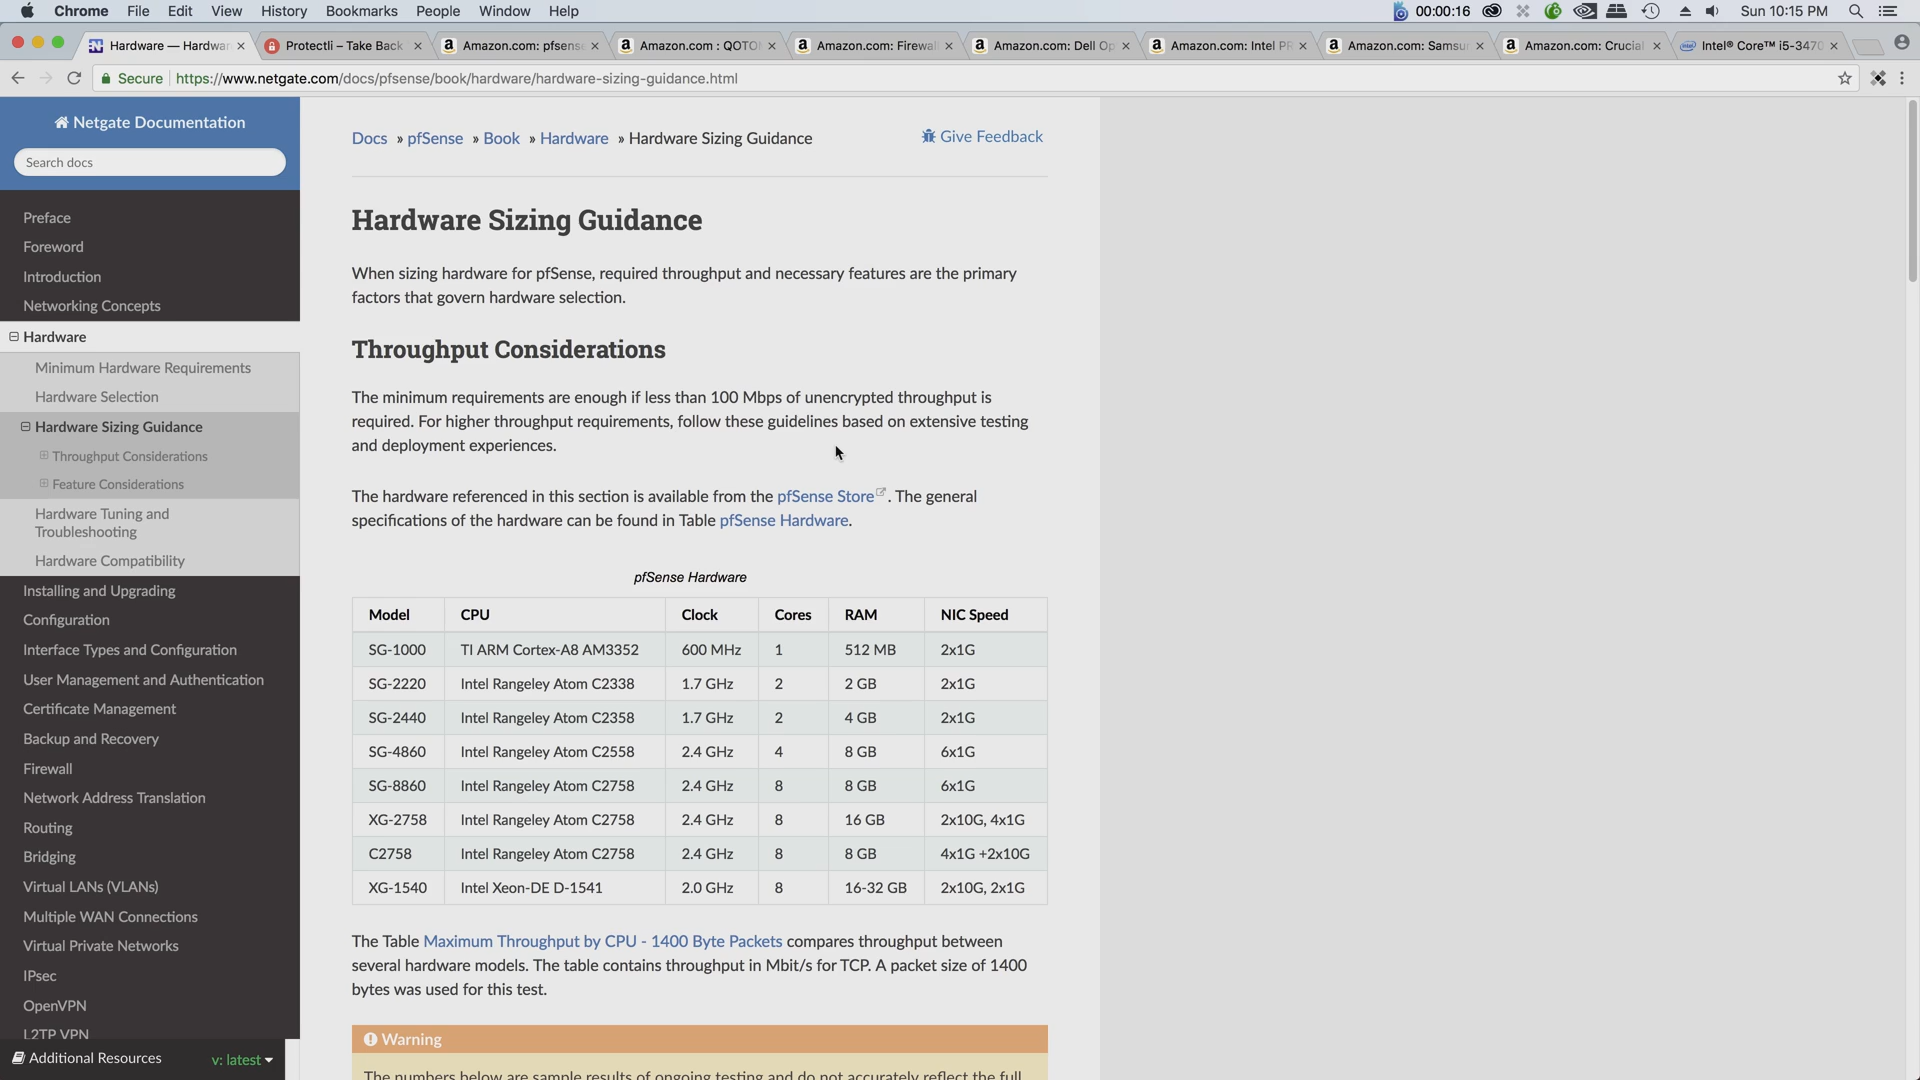 Chrome File Edit View History Bookmarks People Window Help 00:00:16 Sun 10:15 PM
Hardware — Hardwar Protectli – Take Back Amazon.com: pfsense Amazon.com : QOTO Amazon.com: Firewal Amazon.com: Dell Op Amazon.com: Intel PR Amazon.com: Samsu Amazon.com: Crucial Intel® Core™ i5-3470
Secure https://www.netgate.com/docs/pfsense/book/hardware/hardware-sizing-guidance.html
Netgate Documentation
Search docs
Preface
Foreword
Introduction
Networking Concepts
Hardware
Minimum Hardware Requirements
Hardware Selection
Hardware Sizing Guidance
Throughput Considerations
Feature Considerations
Hardware Tuning and
Troubleshooting
Hardware Compatibility
Installing and Upgrading
Configuration
Interface Types and Configuration
User Management and Authentication
Certificate Management
Backup and Recovery
Firewall
Network Address Translation
Routing
Bridging
Virtual LANs (VLANs)
Multiple WAN Connections
Virtual Private Networks
IPsec
OpenVPN
L2TP VPN
Additional Resources v: latest
Docs » pfSense » Book » Hardware » Hardware Sizing Guidance Give Feedback
Hardware Sizing Guidance
When sizing hardware for pfSense, required throughput and necessary features are the primary
factors that govern hardware selection.
Throughput Considerations
The minimum requirements are enough if less than 100 Mbps of unencrypted throughput is
required. For higher throughput requirements, follow these guidelines based on extensive testing
and deployment experiences.
The hardware referenced in this section is available from the pfSense Store. The general
specifications of the hardware can be found in Table pfSense Hardware.
pfSense Hardware
Model CPU Clock Cores RAM NIC Speed
SG-1000 TI ARM Cortex-A8 AM3352 600 MHz 1 512 MB 2x1G
SG-2220 Intel Rangeley Atom C2338 1.7 GHz 2 2 GB 2x1G
SG-2440 Intel Rangeley Atom C2358 1.7 GHz 2 4 GB 2x1G
SG-4860 Intel Rangeley Atom C2558 2.4 GHz 4 8 GB 6x1G
SG-8860 Intel Rangeley Atom C2758 2.4 GHz 8 8 GB 6x1G
XG-2758 Intel Rangeley Atom C2758 2.4 GHz 8 16 GB 2x10G, 4x1G
C2758 Intel Rangeley Atom C2758 2.4 GHz 8 8 GB 4x1G +2x10G
XG-1540 Intel Xeon-DE D-1541 2.0 GHz 8 16-32 GB 2x10G, 2x1G
The Table Maximum Throughput by CPU - 1400 Byte Packets compares throughput between
several hardware models. The table contains throughput in Mbit/s for TCP. A packet size of 1400
bytes was used for this test.
Warning
The numbers below are sample results of ongoing testing and do not accurately reflect the full